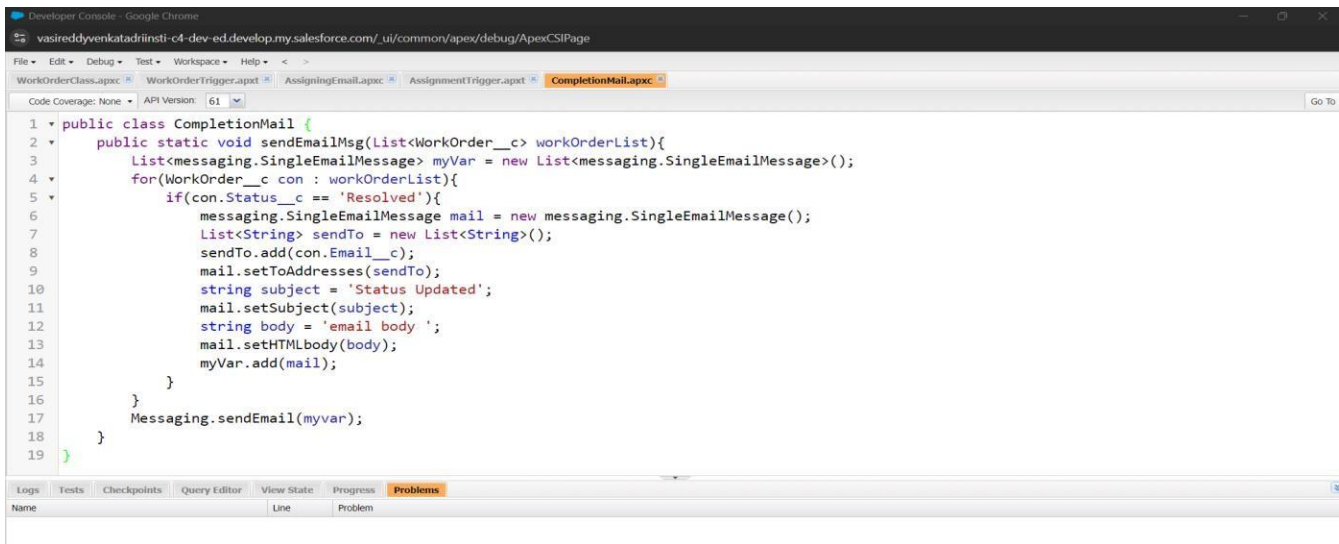 Developer Console - Google Chrome
vasireddyvenkatadriinsti-c4-dev-ed.develop.my.salesforce.com/_ui/common/apex/debug/ApexCSIPage
File Edit Debug Test Workspace Help < >
WorkOrderClass.apxc WorkOrderTrigger.apxt AssigningEmail.apxc AssignmentTrigger.apxt CompletionMail.apxc
Code Coverage: None API Version: 61 Go To
1 public class CompletionMail {
2 public static void sendEmailMsg(List<WorkOrder__c> workOrderList){
3 List<messaging.SingleEmailMessage> myVar = new List<messaging.SingleEmailMessage>();
4 for(WorkOrder__c con : workOrderList){
5 if(con.Status__c == 'Resolved'){
6 messaging.SingleEmailMessage mail = new messaging.SingleEmailMessage();
7 List<String> sendTo = new List<String>();
8 sendTo.add(con.Email__c);
9 mail.setToAddresses(sendTo);
10 string subject = 'Status Updated';
11 mail.setSubject(subject);
12 string body = 'email body ';
13 mail.setHTMLbody(body);
14 myVar.add(mail);
15 }
16 }
17 Messaging.sendEmail(myvar);
18 }
19 }
Logs Tests Checkpoints Query Editor View State Progress Problems
Name Line Problem